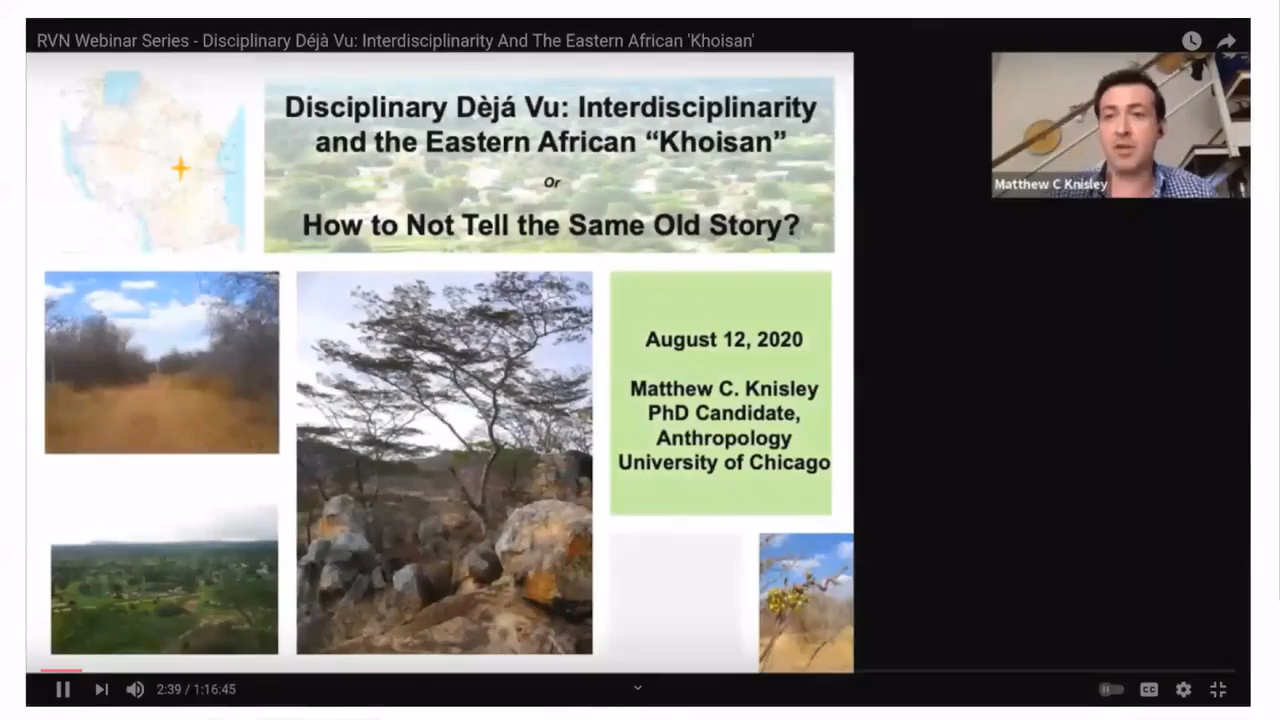 RVN Webinar Series - Disciplinary Déjà Vu: Interdisciplinarity And The Eastern African 'Khoisan'
Disciplinary Dèjá Vu: Interdisciplinarity
and the Eastern African “Khoisan”
Or
How to Not Tell the Same Old Story?
Matthew C Knisley
August 12, 2020
Matthew C. Knisley
PhD Candidate,
Anthropology
University of Chicago
2:39 / 1:16:45
CC